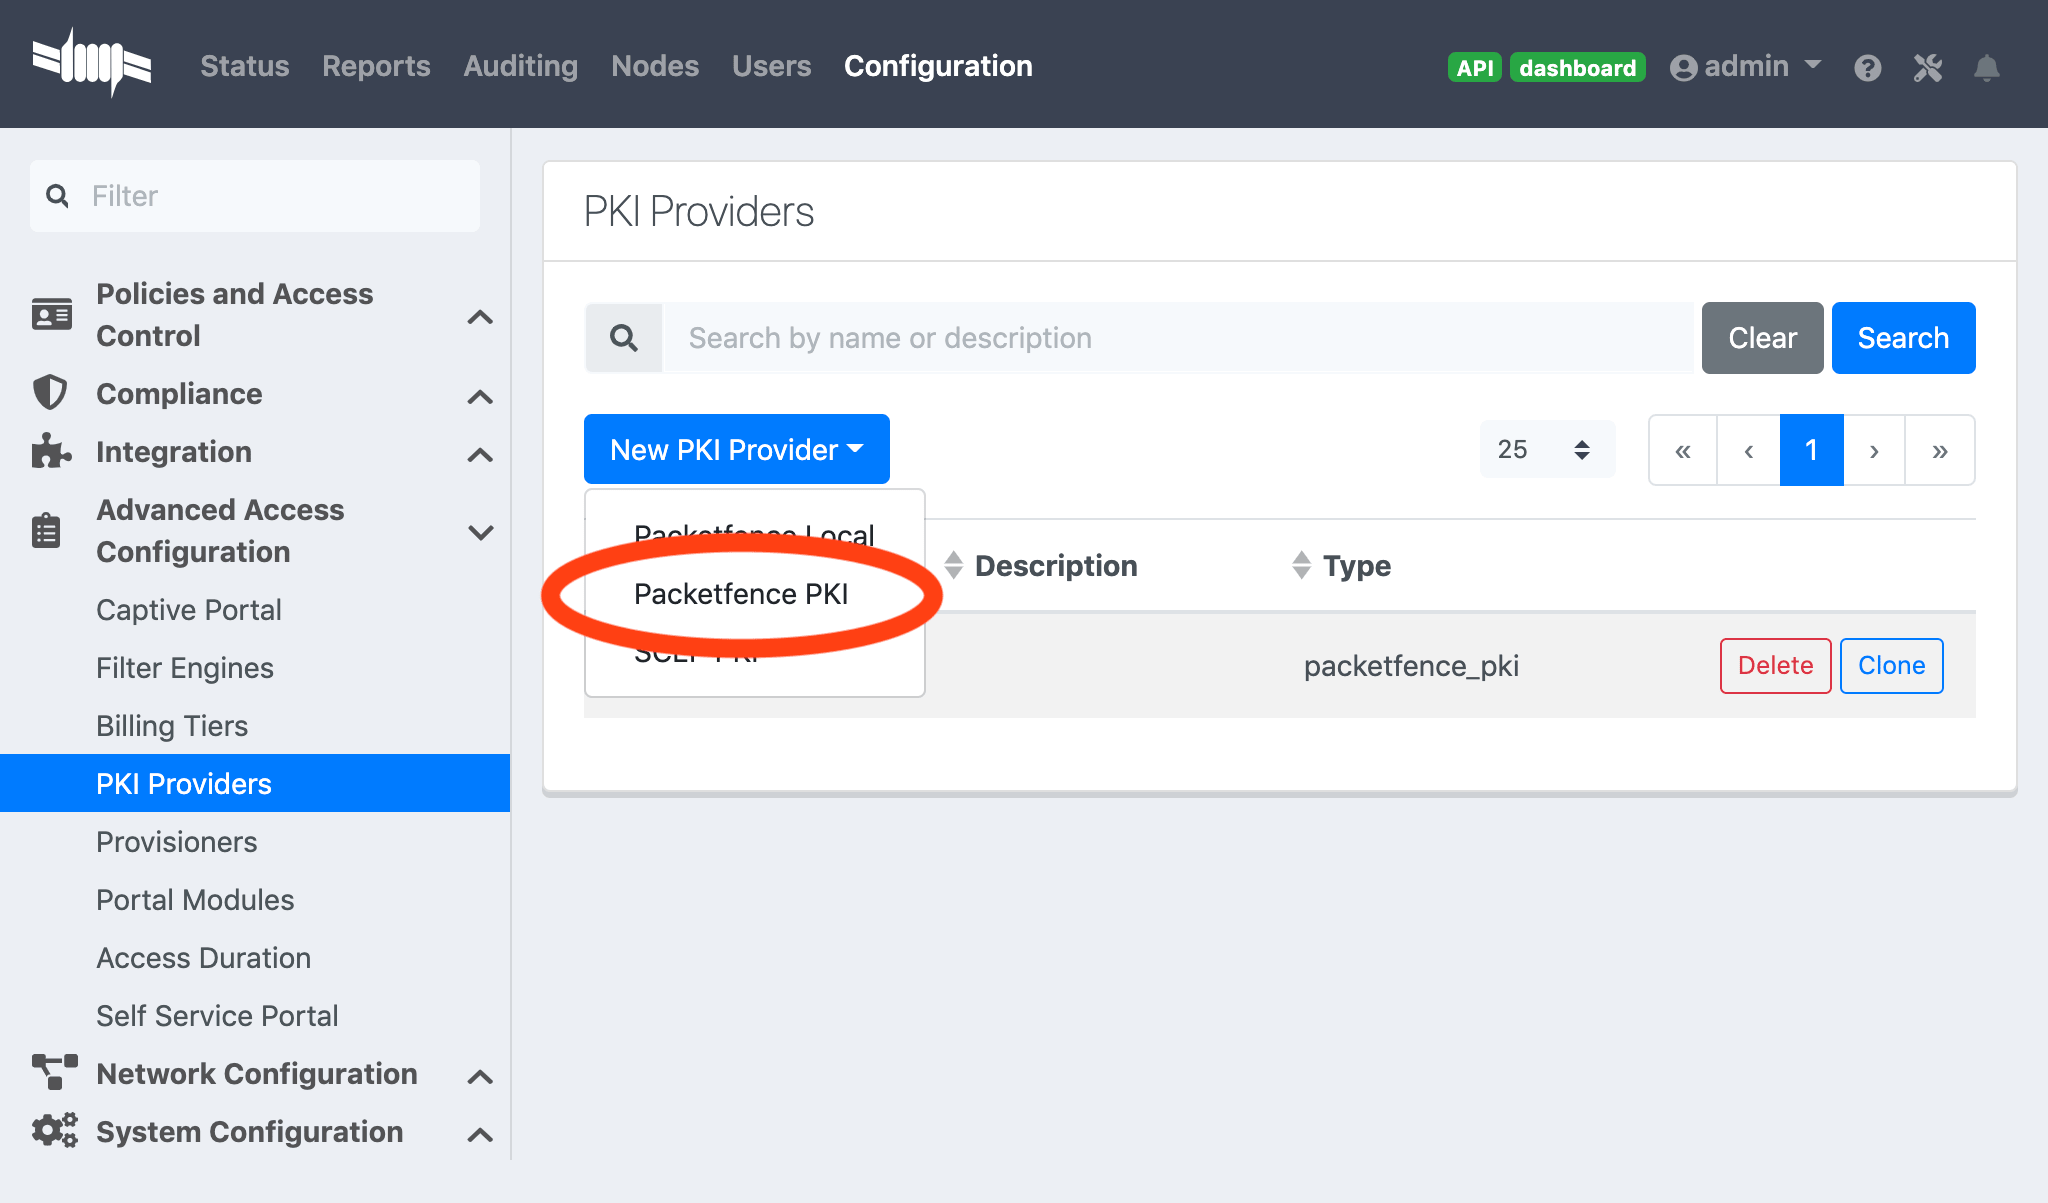 Status Reports Auditing Nodes Users Configuration API dashboard admin
Filter
Policies and Access
Control
Compliance
Integration
Advanced Access
Configuration
Captive Portal
Filter Engines
Billing Tiers
PKI Providers
Provisioners
Portal Modules
Access Duration
Self Service Portal
Network Configuration
System Configuration
PKI Providers
Search by name or description Clear Search
New PKI Provider 25 « ‹ 1 › »
Packetfence Local
Packetfence PKI
SCEP PKI
Description Type
packetfence_pki Delete Clone